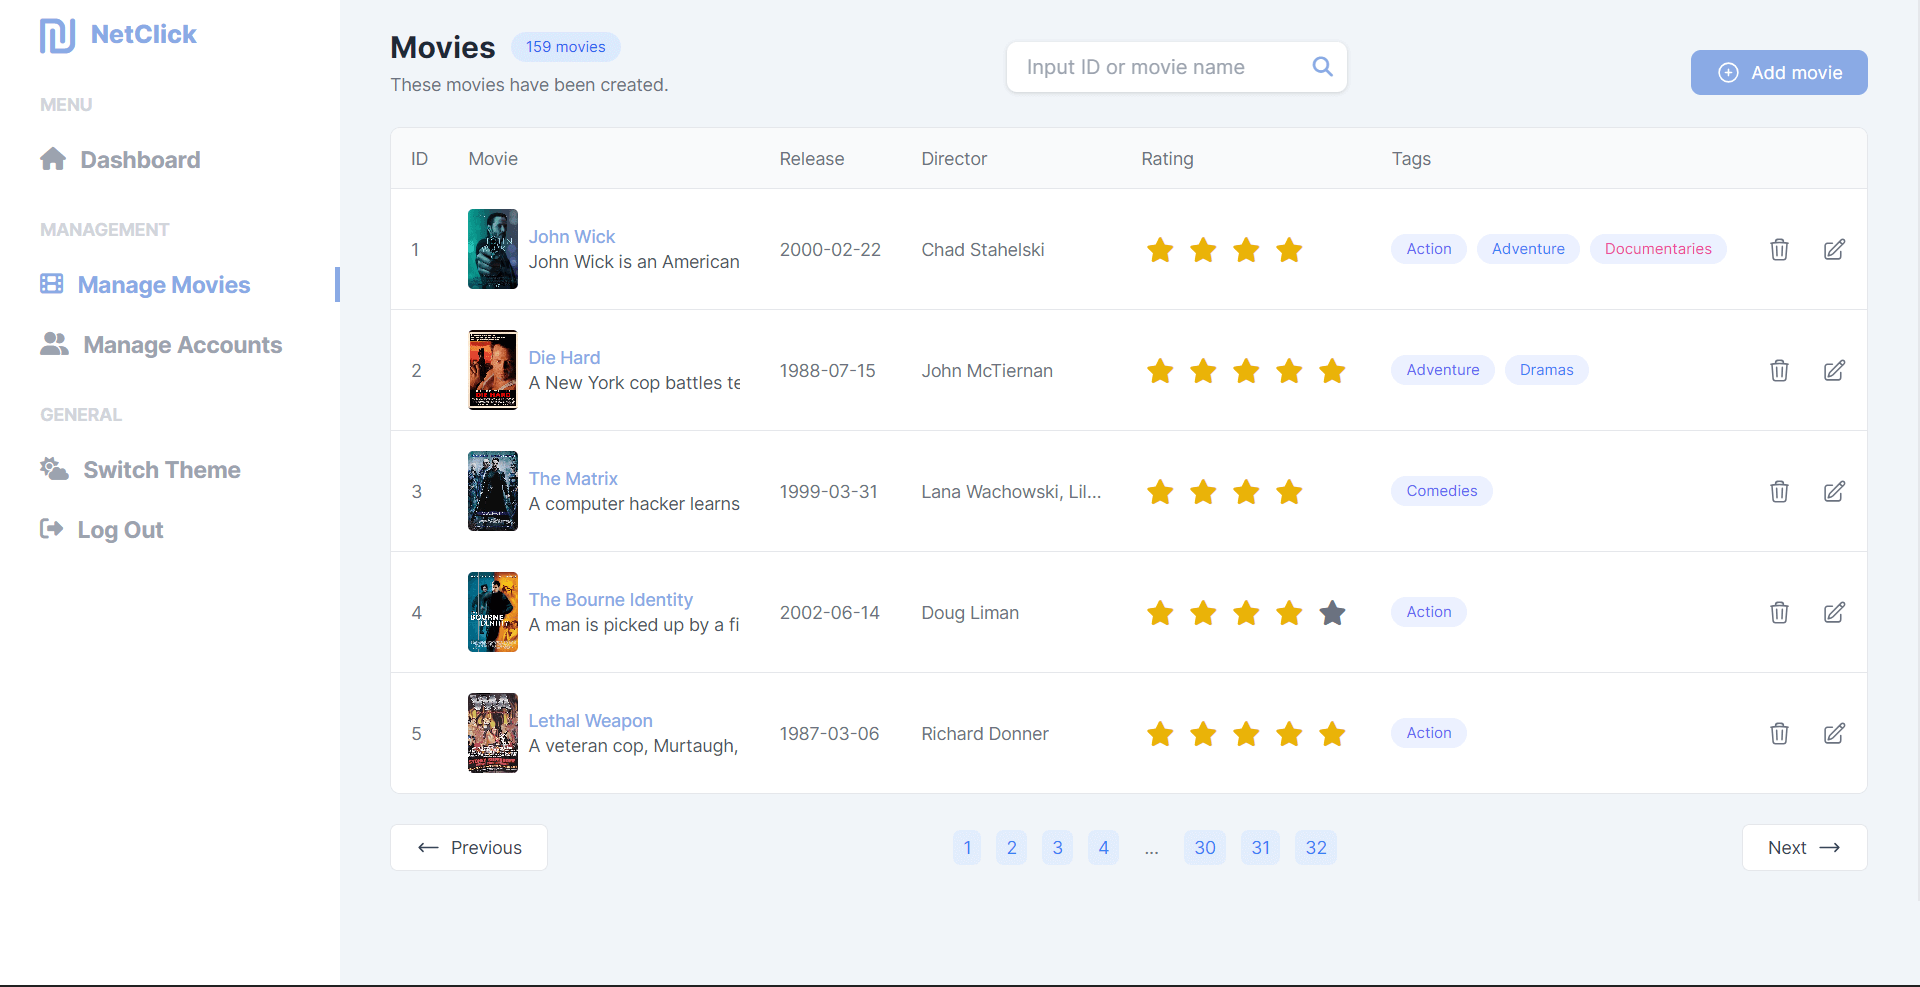 NetClick
MENU
Dashboard
MANAGEMENT
Manage Movies
Manage Accounts
GENERAL
Switch Theme
Log Out
Movies 159 movies
These movies have been created.
Input ID or movie name
Add movie
ID Movie Release Director Rating Tags
1 John Wick 2000-02-22 Chad Stahelski Action Adventure Documentaries
John Wick is an American
2 Die Hard 1988-07-15 John McTiernan Adventure Dramas
A New York cop battles te
3 The Matrix 1999-03-31 Lana Wachowski, Lil... Comedies
A computer hacker learns
4 The Bourne Identity 2002-06-14 Doug Liman Action
A man is picked up by a fi
5 Lethal Weapon 1987-03-06 Richard Donner Action
A veteran cop, Murtaugh,
Previous 1 2 3 4 ... 30 31 32 Next